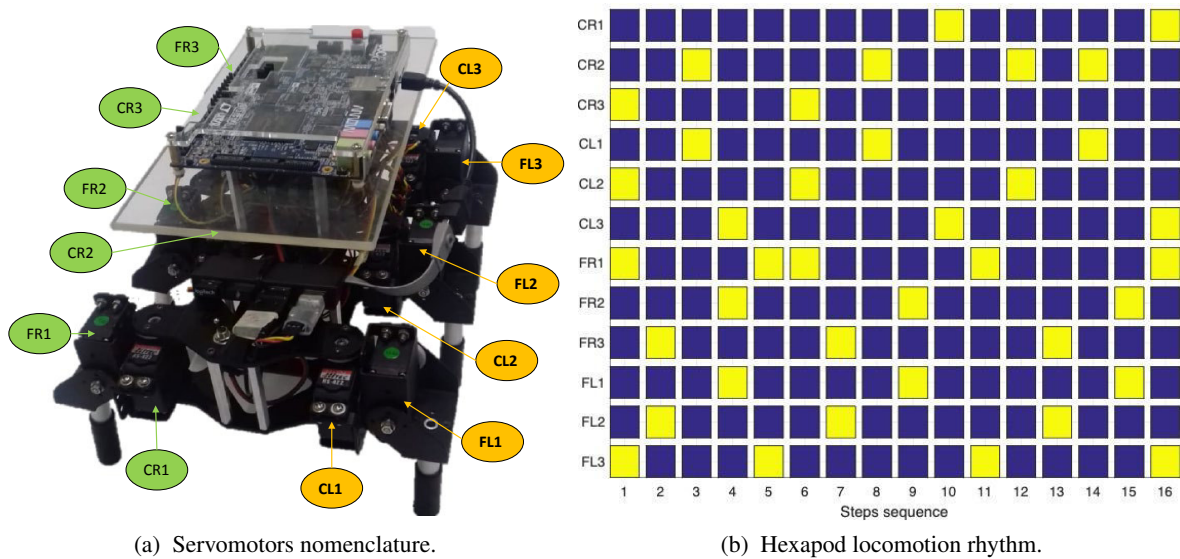 FR3
CL3
CR3
FL3
FR2
CR2
FL2
FR1
CL2
FL1
CR1
CL1
(a) Servomotors nomenclature.
CR1
CR2
CR3
CL1
CL2
CL3
FR1
FR2
FR3
FL1
FL2
FL3
1 2 3 4 5 6 7 8 9 10 11 12 13 14 15 16
Steps sequence
(b) Hexapod locomotion rhythm.